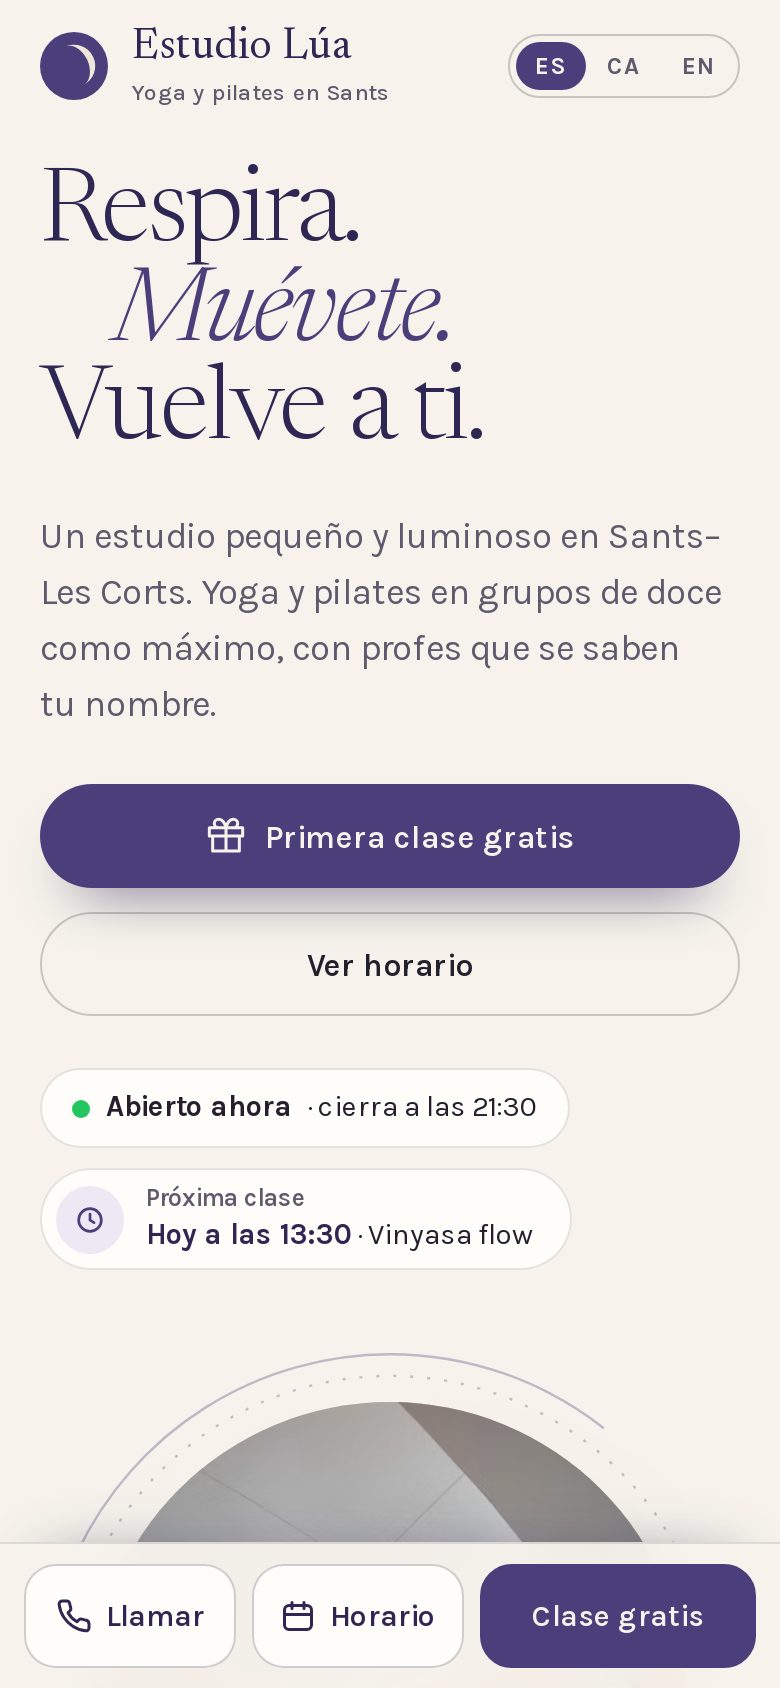 Estudio Lúa
Yoga y pilates en Sants
ES CA EN
Respira.
Muévete.
Vuelve a ti.
Un estudio pequeño y luminoso en Sants–
Les Corts. Yoga y pilates en grupos de doce
como máximo, con profes que se saben
tu nombre.
Primera clase gratis
Ver horario
Abierto ahora · cierra a las 21:30
Próxima clase
Hoy a las 13:30 · Vinyasa flow
Llamar Horario Clase gratis